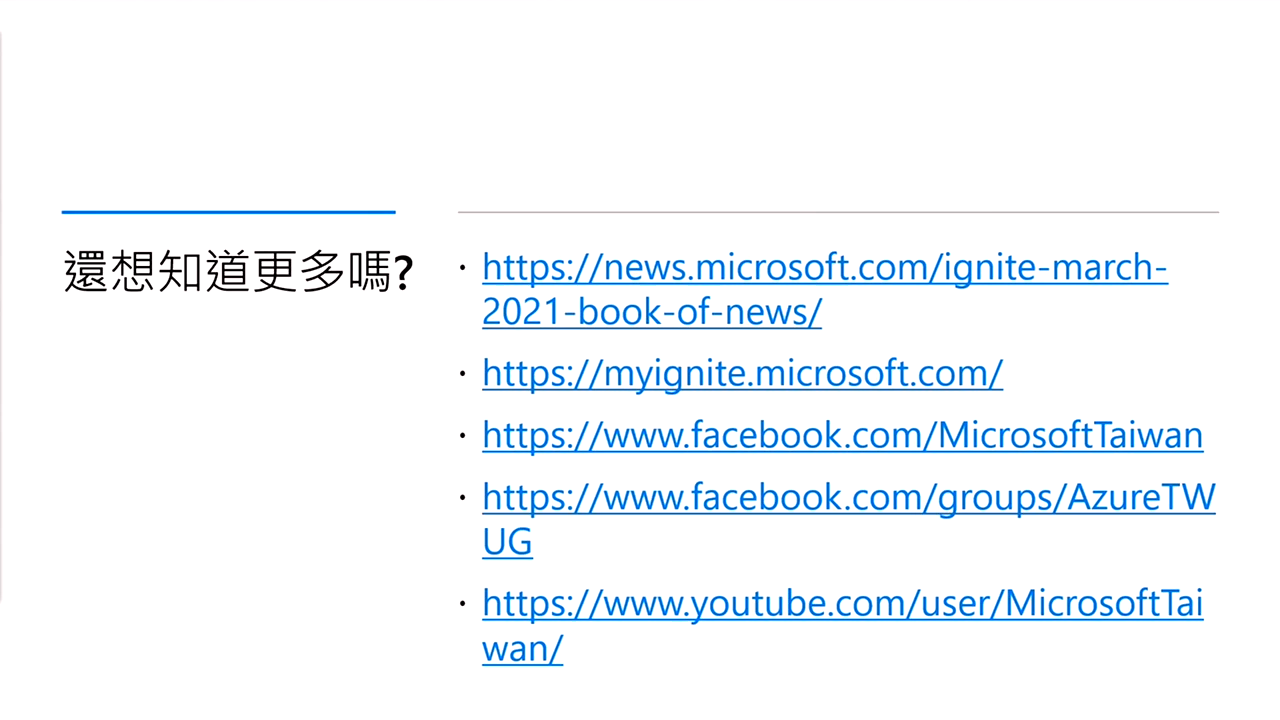 還想知道更多嗎?
· https://news.microsoft.com/ignite-march-
2021-book-of-news/
· https://myignite.microsoft.com/
· https://www.facebook.com/MicrosoftTaiwan
· https://www.facebook.com/groups/AzureTW
UG
· https://www.youtube.com/user/MicrosoftTai
wan/